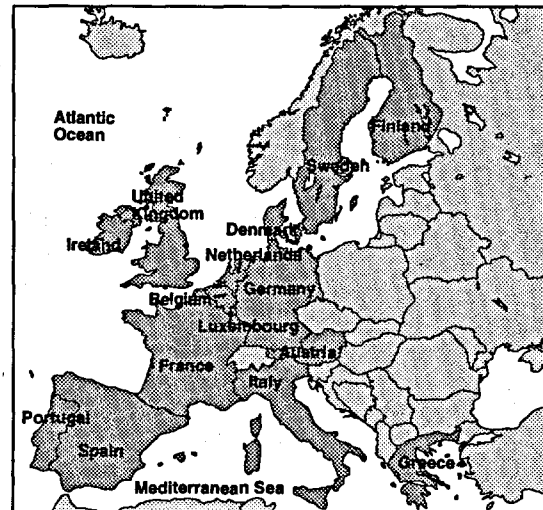 Atlantic
Ocean
Finland
Sweden
United
Kingdom
Ireland
Denmark
Netherlands
Belgium
Germany
Luxembourg
France
Austria
Italy
Portugal
Spain
Greece
Mediterranean Sea